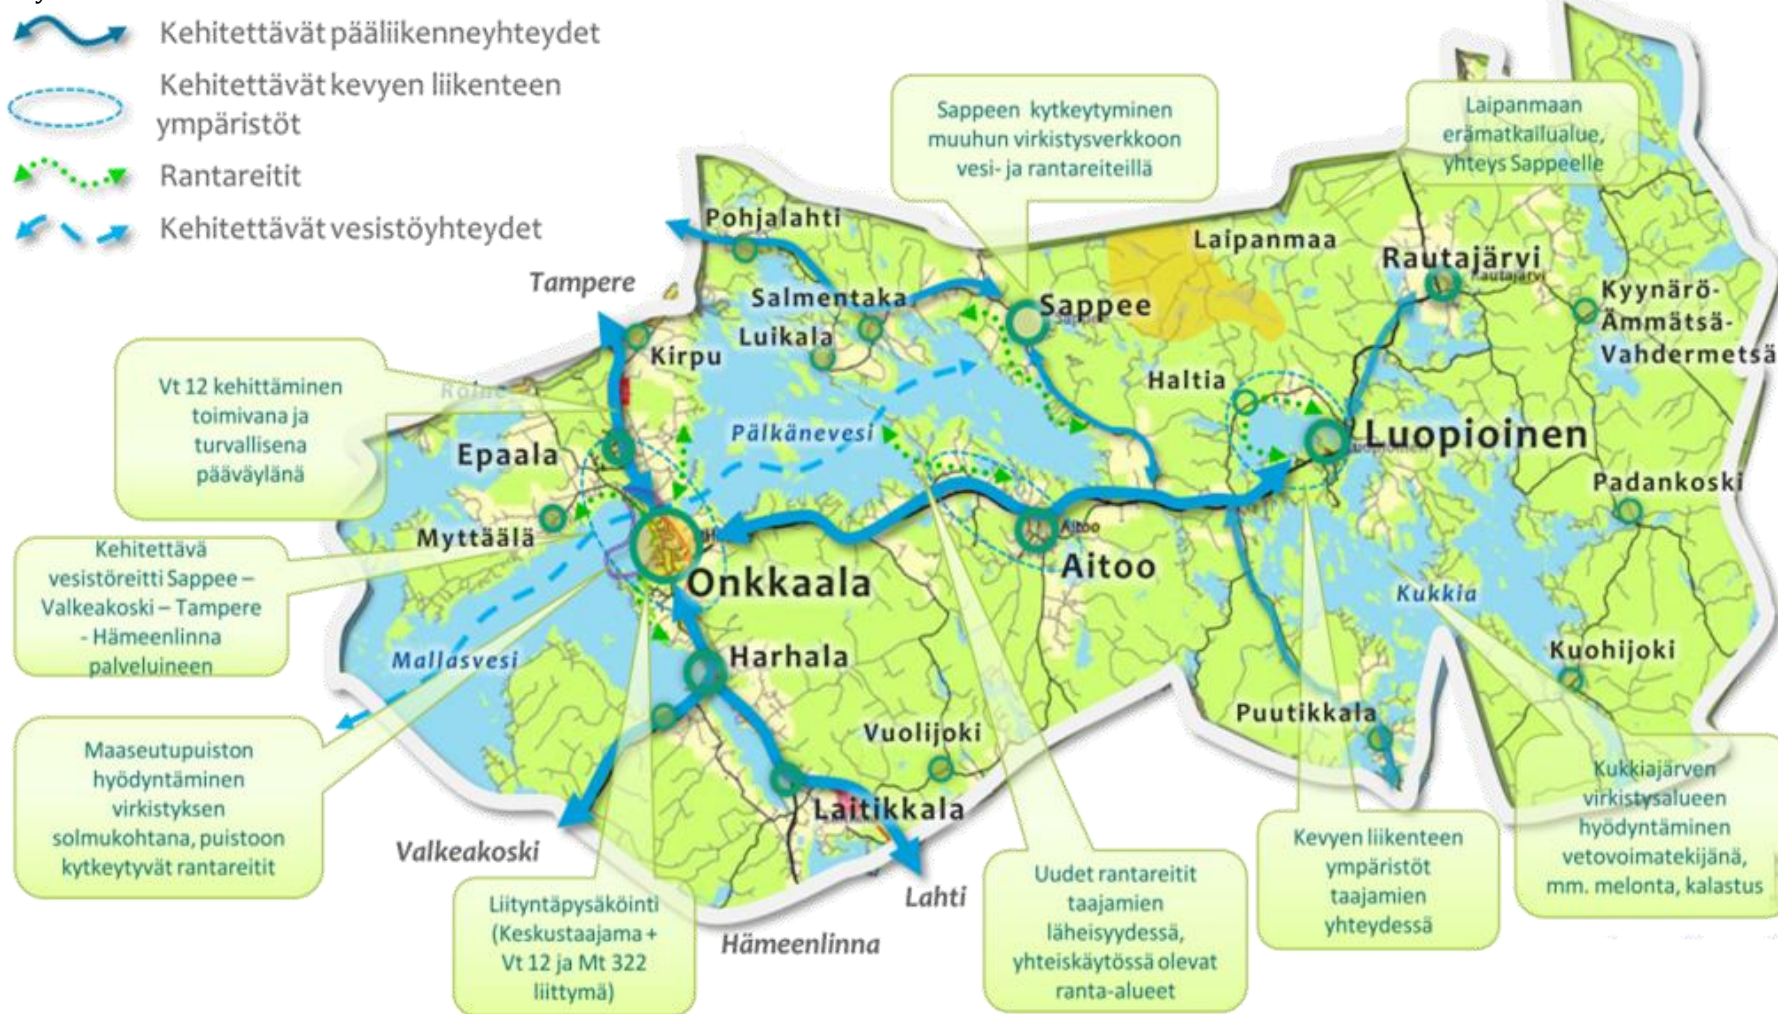 Kehitettävät pääliikenneyhteydet
Kehitettävät kevyen liikenteen
ympäristöt
Rantareitit
Kehitettävät vesistöyhteydet
Sappeen kytkeytyminen
muuhun virkistysverkkoon
vesi- ja rantareiteillä
Laipanmaan
erämatkailualue,
yhteys Sappeelle
Pohjalahti
Laipanmaa
Rautajärvi
Rautajärvi
Tampere
Salmentaka
Sappee
Sappee
Kyynärö-
Ämmätsä-
Vahdermetsä
Luikala
Kirpu
Haltia
Roine
Vt 12 kehittäminen
toimivana ja
turvallisena
pääväylänä
Pälkänevesi
Luopioinen
Epaala
Padankoski
Myttäälä
Aitoo
Aitoo
Onkkaala
Kukkia
Kehitettävä
vesistöreitti Sappee –
Valkeakoski – Tampere
- Hämeenlinna
palveluineen
Mallasvesi
Harhala
Kuohijoki
Puutikkala
Vuolijoki
Maaseutupuiston
hyödyntäminen
virkistyksen
solmukohtana, puistoon
kytkeytyvät rantareitit
Laitikkala
Valkeakoski
Lahti
Hämeenlinna
Liityntäpysäköinti
(Keskustaajama +
Vt 12 ja Mt 322
liittymä)
Uudet rantareitit
taajamien
läheisyydessä,
yhteiskäytössä olevat
ranta-alueet
Kevyen liikenteen
ympäristöt
taajamien
yhteydessä
Kukkiajärven
virkistysalueen
hyödyntäminen
vetovoimatekijänä,
mm. melonta, kalastus